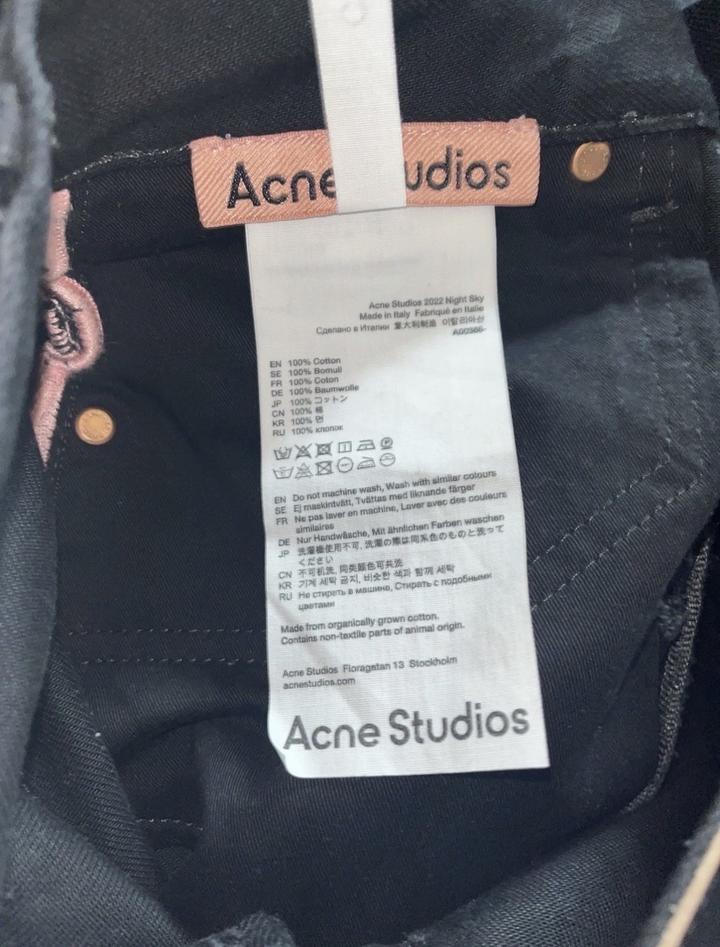 Acne udios
Acne Studios 2022 Night Sky
Made in Italy Fabriqué en Italie
Сделано в Италии 意大利制造 이탈리아산
A00366-
EN 100% Cotton
SE 100% Bomull
FR 100% Coton
DE 100% Baumwolle
JP 100% コットン
CN 100% 棉
KR 100% 면
RU 100% хлопок
EN Do not machine wash, Wash with similar colours
SE Ej maskintvätt, Tvättas med liknande färger
FR Ne pas laver en machine, Laver avec des couleurs
similaires
DE Nur Handwäsche, Mit ähnlichen Farben waschen
JP 洗濯機使用不可, 洗濯の際は同系色のものと洗って
ください
CN 不可机洗, 同类颜色可共洗
KR 기계 세탁 금지, 비슷한 색과 함께 세탁
RU Не стирать в машине, Стирать с подобными
цветами
Made from organically grown cotton.
Contains non-textile parts of animal origin.
Acne Studios Floragatan 13 Stockholm
acnestudios.com
Acne Studios